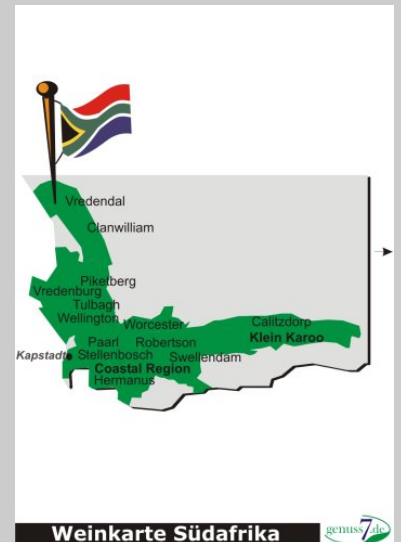 Vredendal
Clanwilliam
Piketberg
Vredenburg
Tulbagh
Wellington
Worcester
Calitzdorp
Paarl
Robertson
Klein Karoo
Kapstadt
Stellenbosch
Swellendam
Coastal Region
Hermanus
Weinkarte Südafrika
genuss7.de